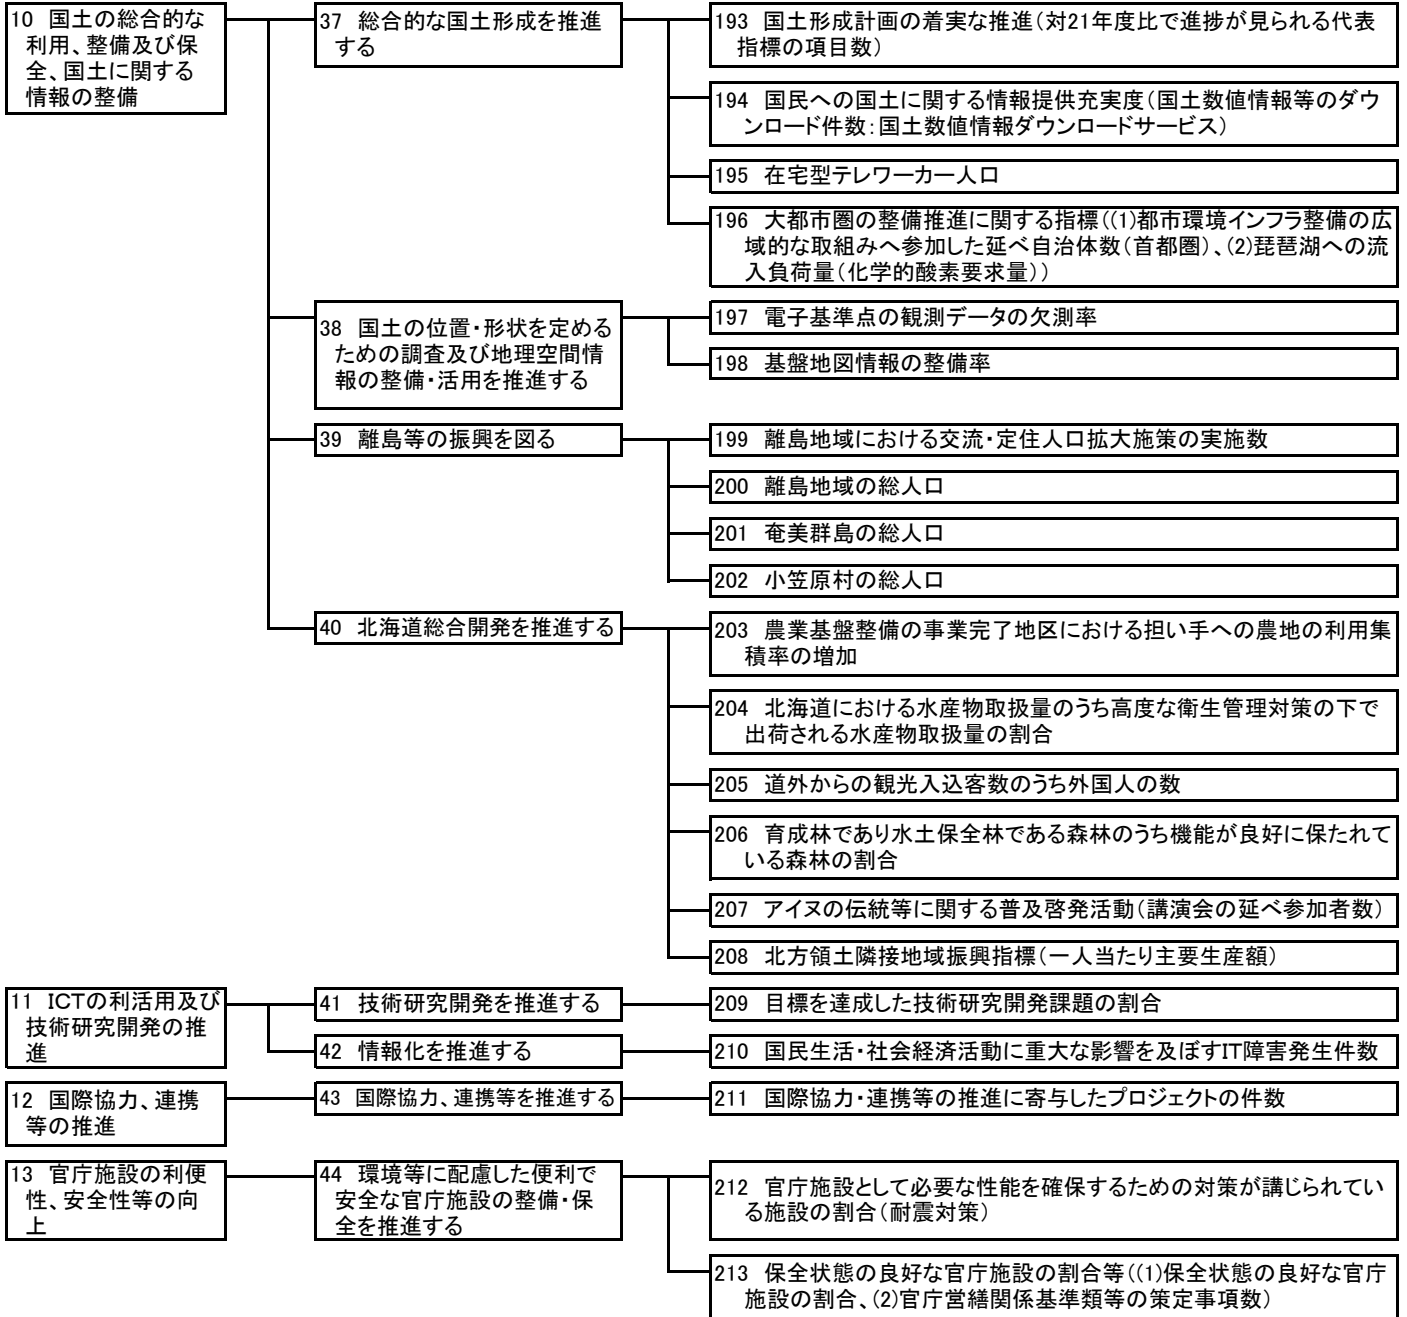 10 国土の総合的な
利用、整備及び保
全、国土に関する
情報の整備
37 総合的な国土形成を推進
する
193 国土形成計画の着実な推進（対21年度比で進捗が見られる代表
指標の項目数）
194 国民への国土に関する情報提供充実度（国土数値情報等のダウ
ンロード件数：国土数値情報ダウンロードサービス）
195 在宅型テレワーカー人口
196 大都市圏の整備推進に関する指標（(1)都市環境インフラ整備の広
域的な取組みへ参加した延べ自治体数（首都圏）、(2)琵琶湖への流
入負荷量（化学的酸素要求量））
38 国土の位置・形状を定める
ための調査及び地理空間情
報の整備・活用を推進する
197 電子基準点の観測データの欠測率
198 基盤地図情報の整備率
39 離島等の振興を図る
199 離島地域における交流・定住人口拡大施策の実施数
200 離島地域の総人口
201 奄美群島の総人口
202 小笠原村の総人口
40 北海道総合開発を推進する
203 農業基盤整備の事業完了地区における担い手への農地の利用集
積率の増加
204 北海道における水産物取扱量のうち高度な衛生管理対策の下で
出荷される水産物取扱量の割合
205 道外からの観光入込客数のうち外国人の数
206 育成林であり水土保全林である森林のうち機能が良好に保たれて
いる森林の割合
207 アイヌの伝統等に関する普及啓発活動（講演会の延べ参加者数）
208 北方領土隣接地域振興指標（一人当たり主要生産額）
11 ICTの利活用及び
技術研究開発の推
進
41 技術研究開発を推進する
209 目標を達成した技術研究開発課題の割合
42 情報化を推進する
210 国民生活・社会経済活動に重大な影響を及ぼすIT障害発生件数
12 国際協力、連携
等の推進
43 国際協力、連携等を推進する
211 国際協力・連携等の推進に寄与したプロジェクトの件数
13 官庁施設の利便
性、安全性等の向
上
44 環境等に配慮した便利で
安全な官庁施設の整備・保
全を推進する
212 官庁施設として必要な性能を確保するための対策が講じられてい
る施設の割合（耐震対策）
213 保全状態の良好な官庁施設の割合等（(1)保全状態の良好な官庁
施設の割合、(2)官庁営繕関係基準類等の策定事項数）